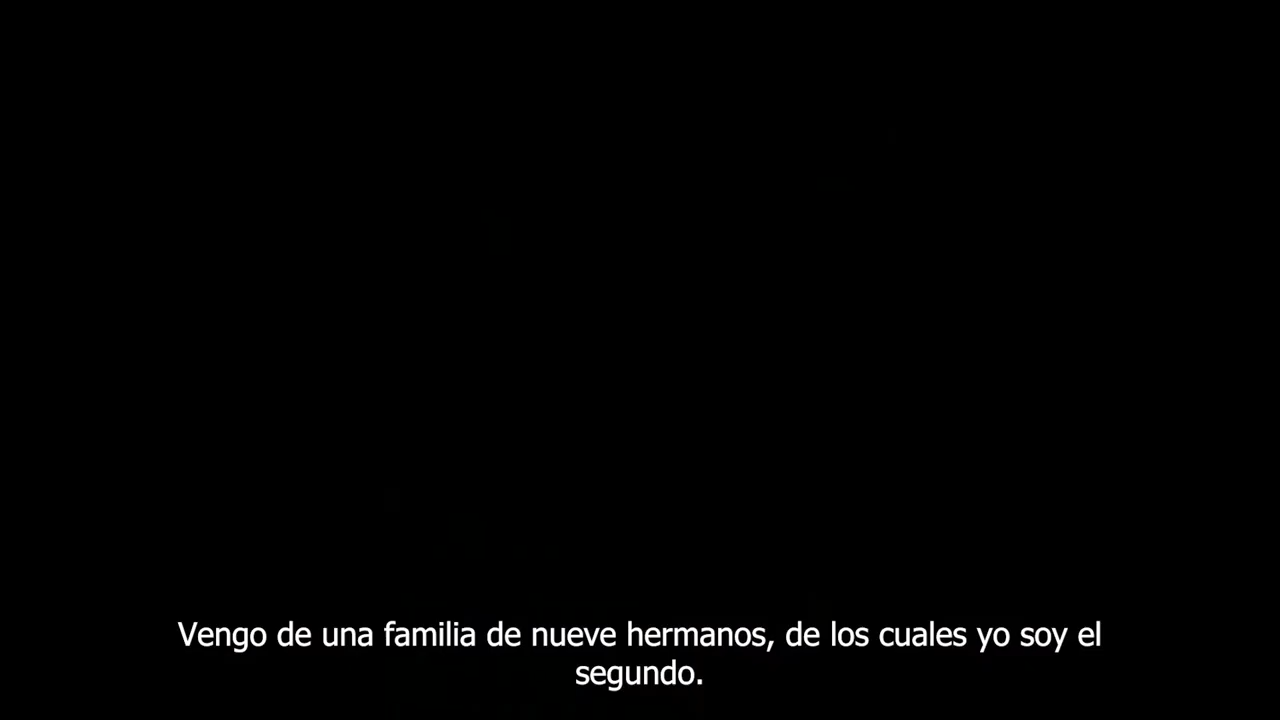 Vengo de una familia de nueve hermanos, de los cuales yo soy el
segundo.